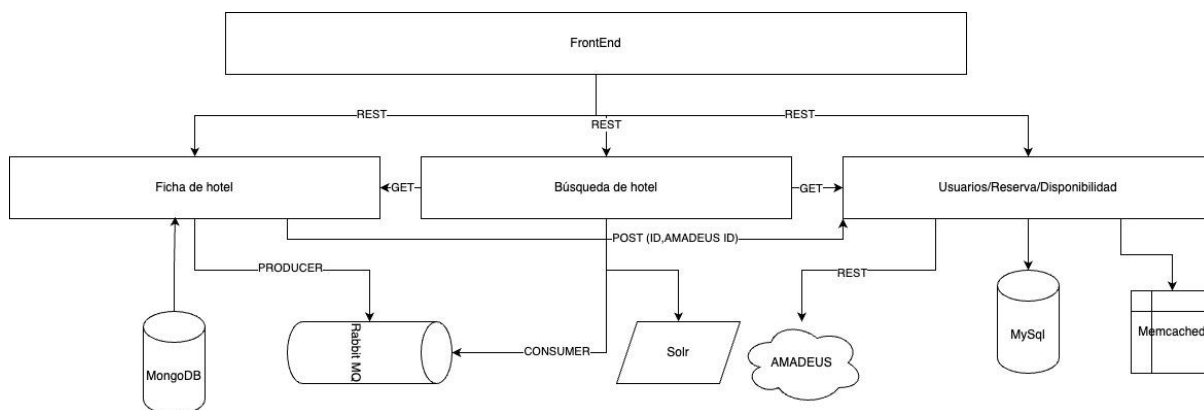 FrontEnd
REST
REST
REST
Ficha de hotel
GET
Búsqueda de hotel
GET
Usuarios/Reserva/Disponibilidad
POST (ID,AMADEUS ID)
PRODUCER
REST
MongoDB
Rabbit MQ
CONSUMER
Solr
AMADEUS
MySql
Memcached